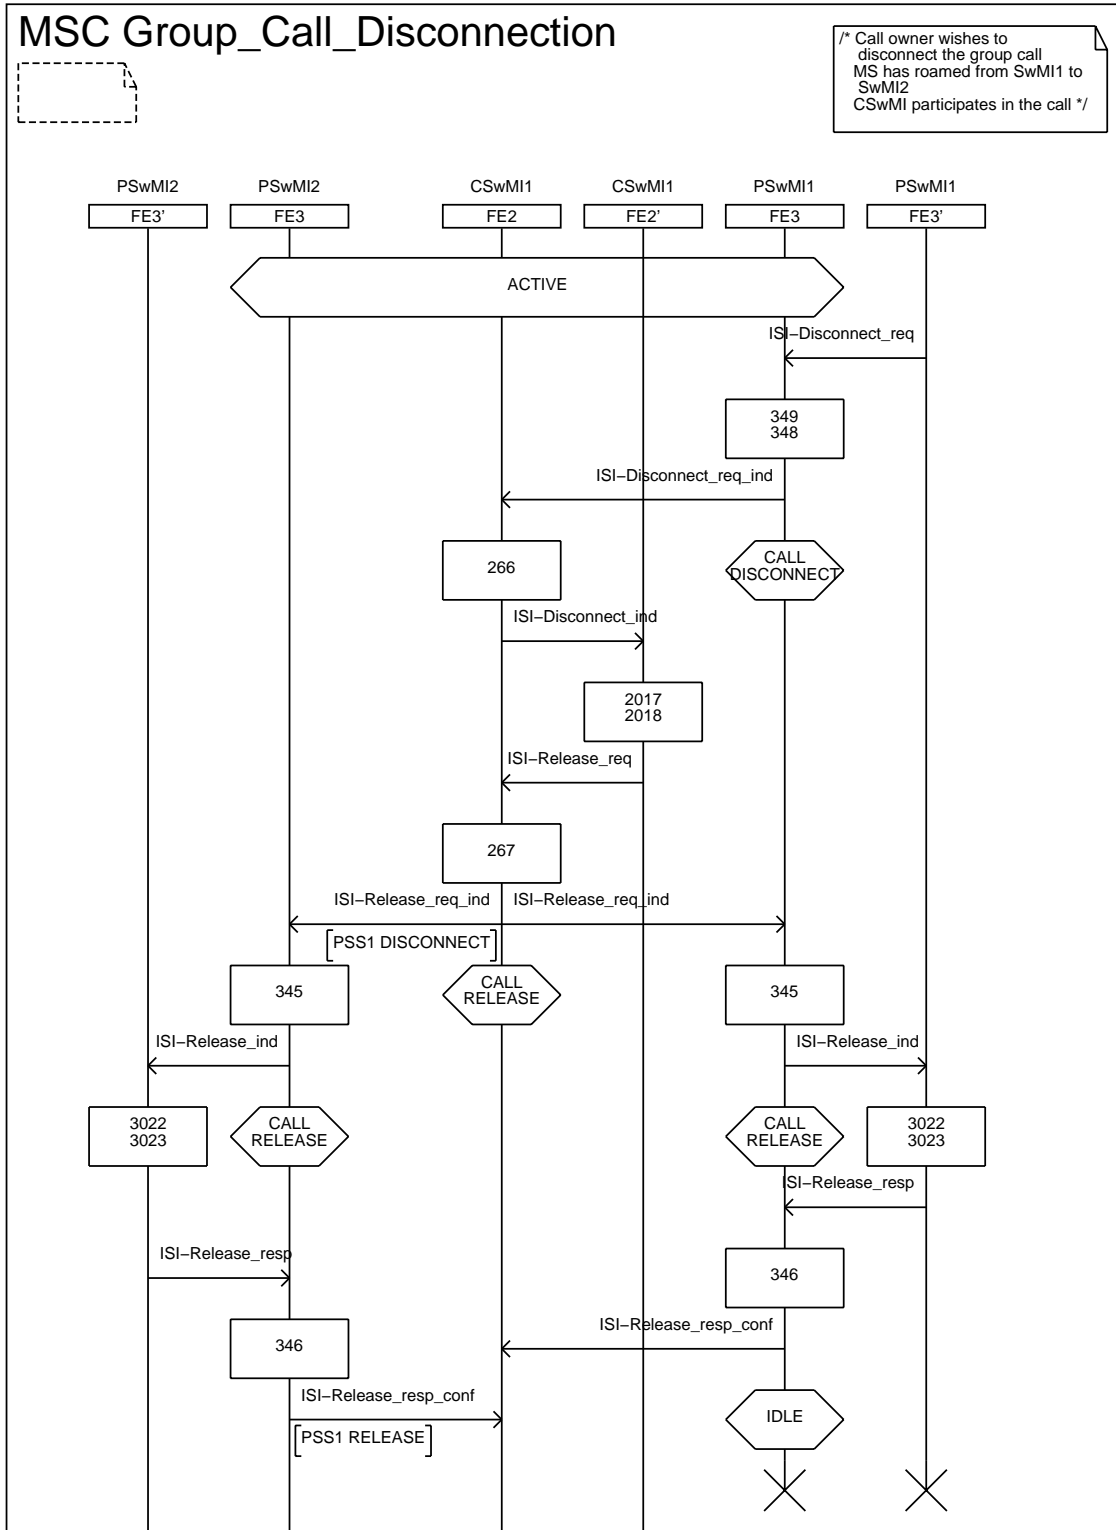 MSC Group_Call_Disconnection
/* Call owner wishes to
disconnect the group call
MS has roamed from SwMI1 to
SwMI2
CSwMI participates in the call */
PSwMI2 PSwMI2 CSwMI1 CSwMI1 PSwMI1 PSwMI1
FE3' FE3 FE2 FE2' FE3 FE3'
ACTIVE
ISI−Disconnect_req
349
348
ISI−Disconnect_req_ind
266
CALL
DISCONNECT
ISI−Disconnect_ind
2017
2018
ISI−Release_req
267
ISI−Release_req_ind ISI−Release_req_ind
PSS1 DISCONNECT
345
CALL
RELEASE
345
ISI−Release_ind ISI−Release_ind
3022
3023
CALL
RELEASE
CALL
RELEASE
3022
3023
ISI−Release_resp
ISI−Release_resp
346
346
ISI−Release_resp_conf
ISI−Release_resp_conf
PSS1 RELEASE
IDLE